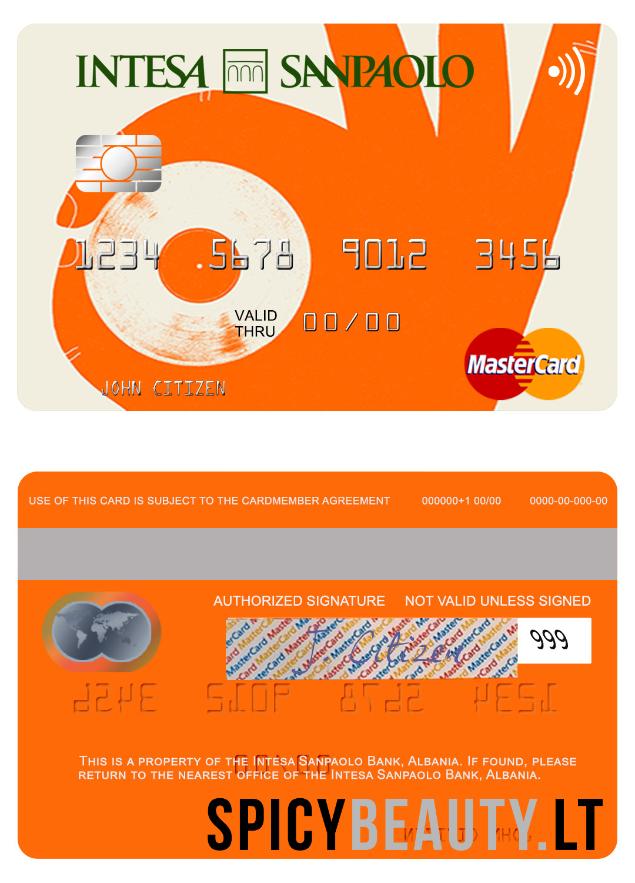 INTESA SANPAOLO
1234 5678 9012 3456
VALID THRU 00/00
JOHN CITIZEN
MasterCard
USE OF THIS CARD IS SUBJECT TO THE CARDMEMBER AGREEMENT 000000+1 00/00 0000-00-000-00
AUTHORIZED SIGNATURE NOT VALID UNLESS SIGNED
J. Citizen 999
THIS IS A PROPERTY OF THE INTESA SANPAOLO BANK, ALBANIA. IF FOUND, PLEASE
RETURN TO THE NEAREST OFFICE OF THE INTESA SANPAOLO BANK, ALBANIA.
SPICYBEAUTY.LT